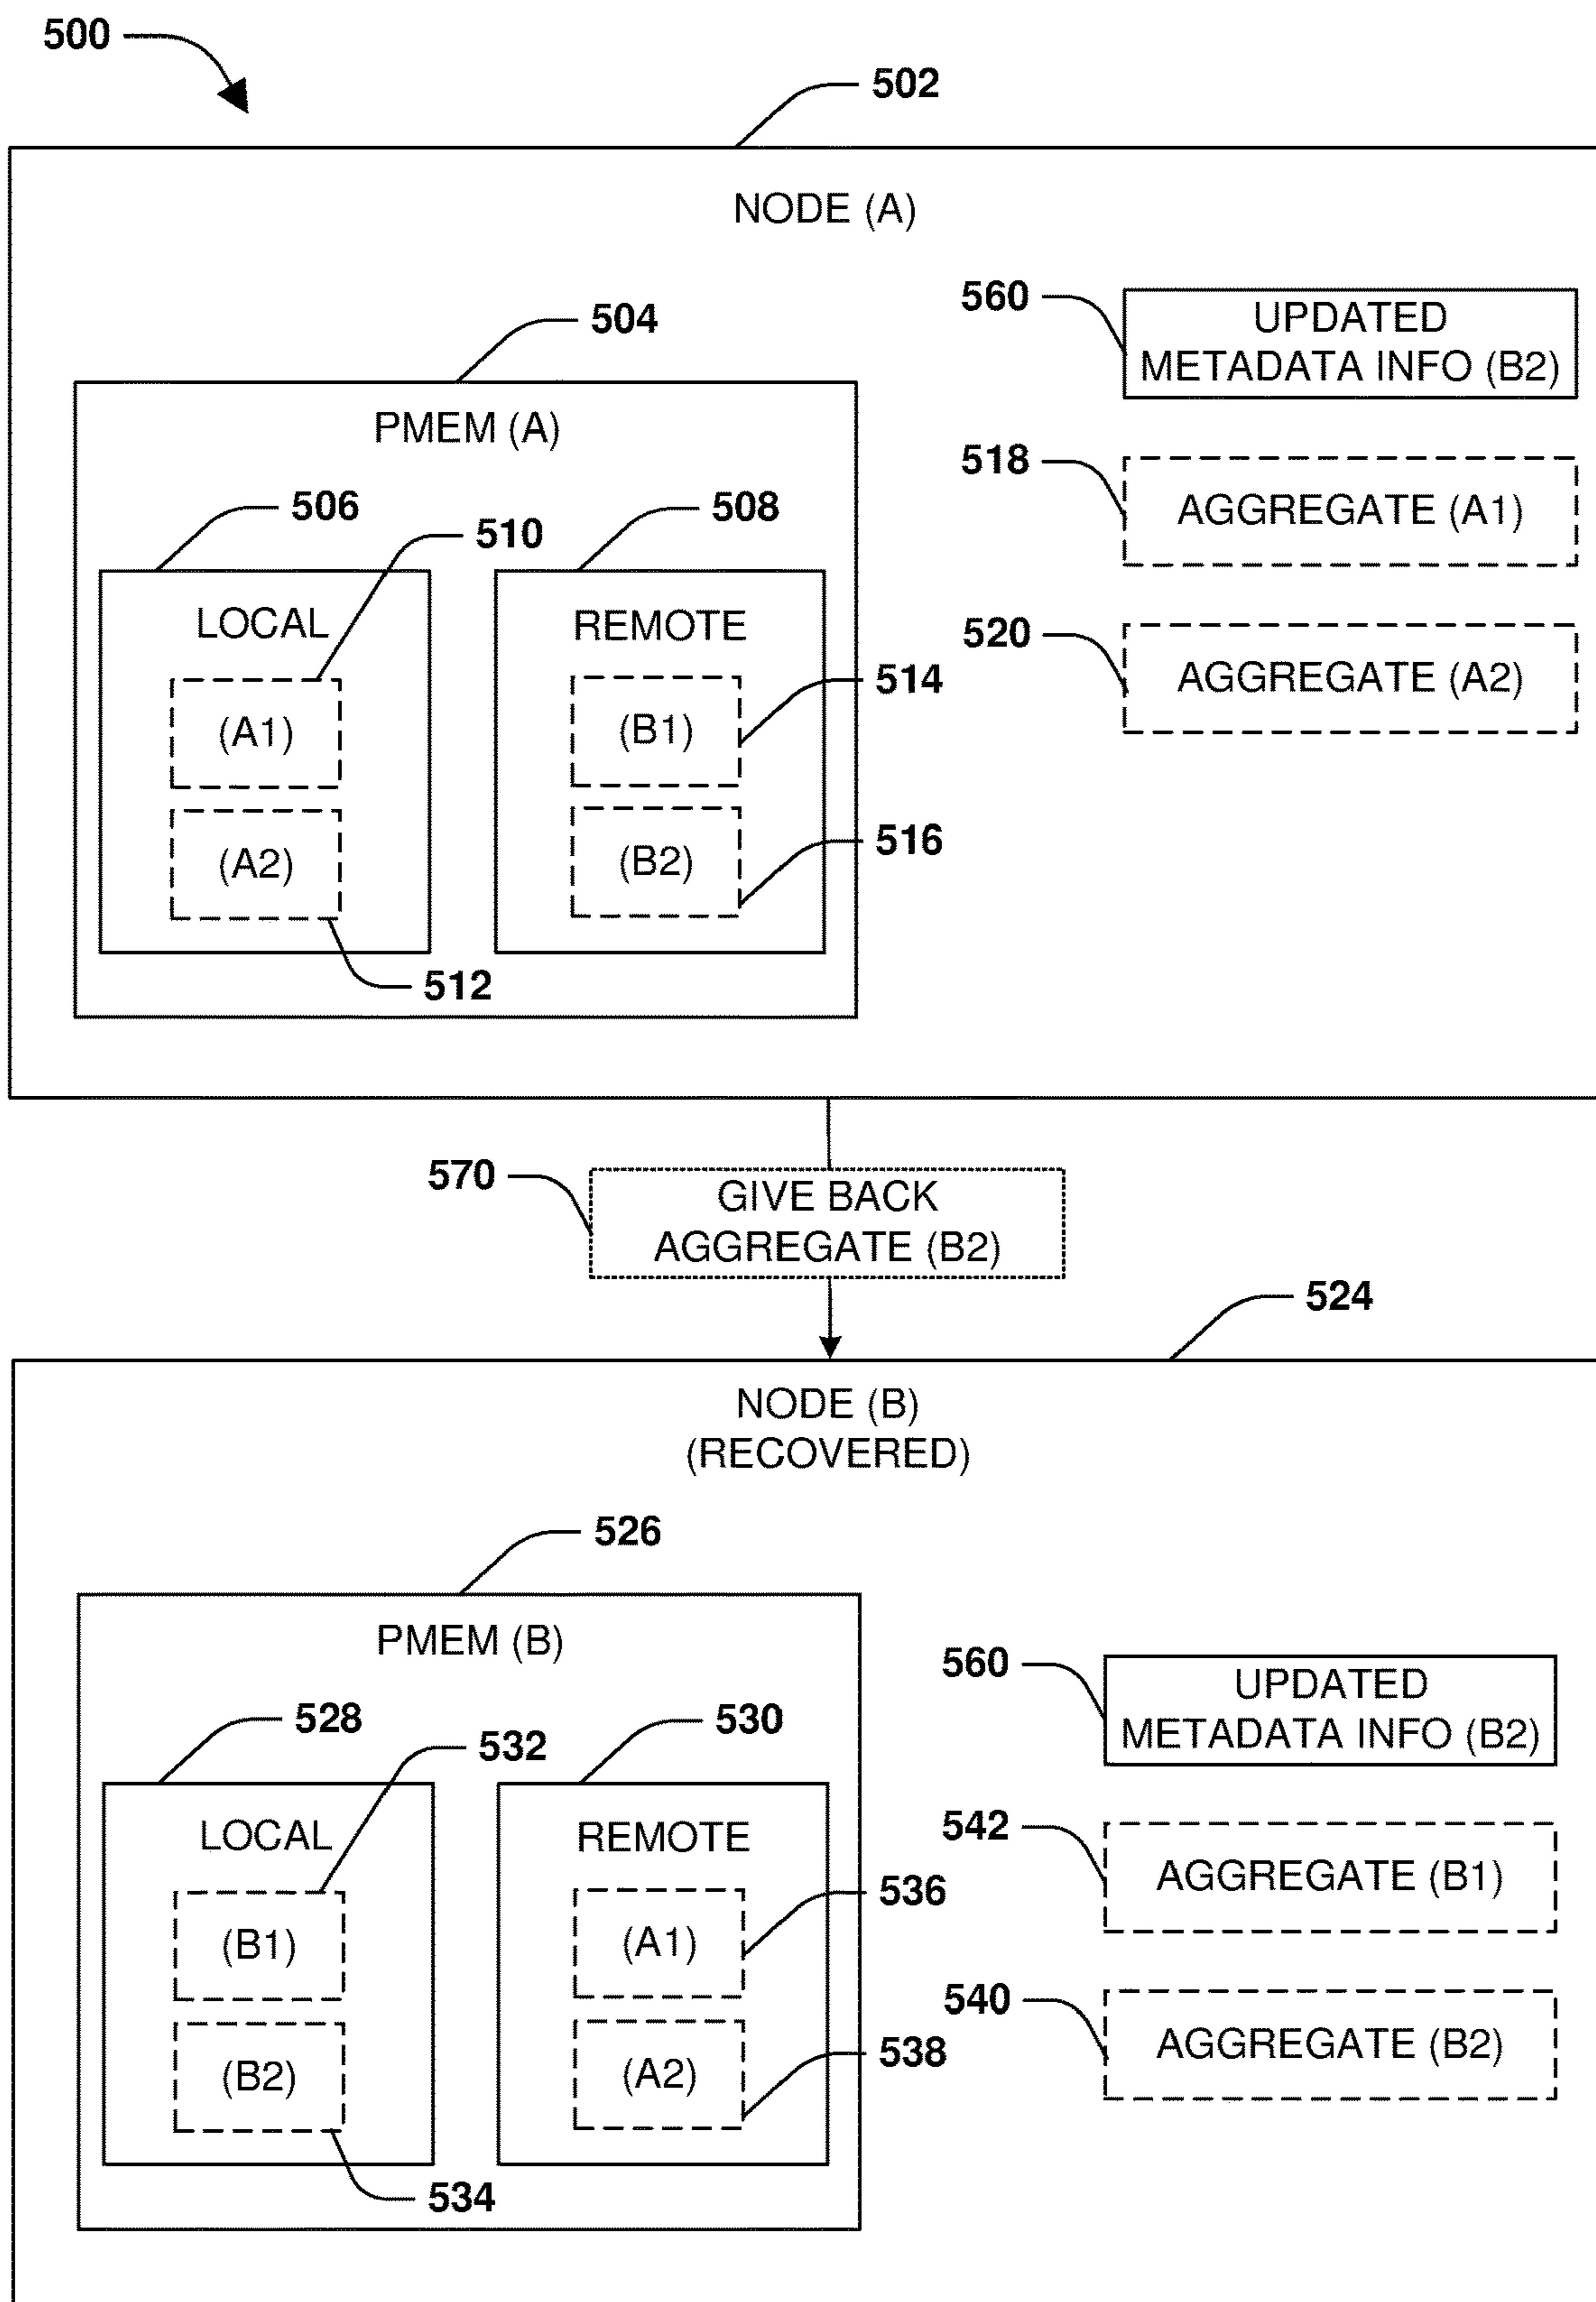 500
502
NODE (A)
560
UPDATED
METADATA INFO (B2)
504
PMEM (A)
518
AGGREGATE (A1)
506
510
508
LOCAL
REMOTE
520
AGGREGATE (A2)
514
(A1)
(B1)
516
(A2)
(B2)
512
570
GIVE BACK
AGGREGATE (B2)
524
NODE (B)
(RECOVERED)
526
PMEM (B)
560
UPDATED
METADATA INFO (B2)
528
532
530
542
AGGREGATE (B1)
LOCAL
REMOTE
536
(B1)
(A1)
540
AGGREGATE (B2)
538
(B2)
(A2)
534